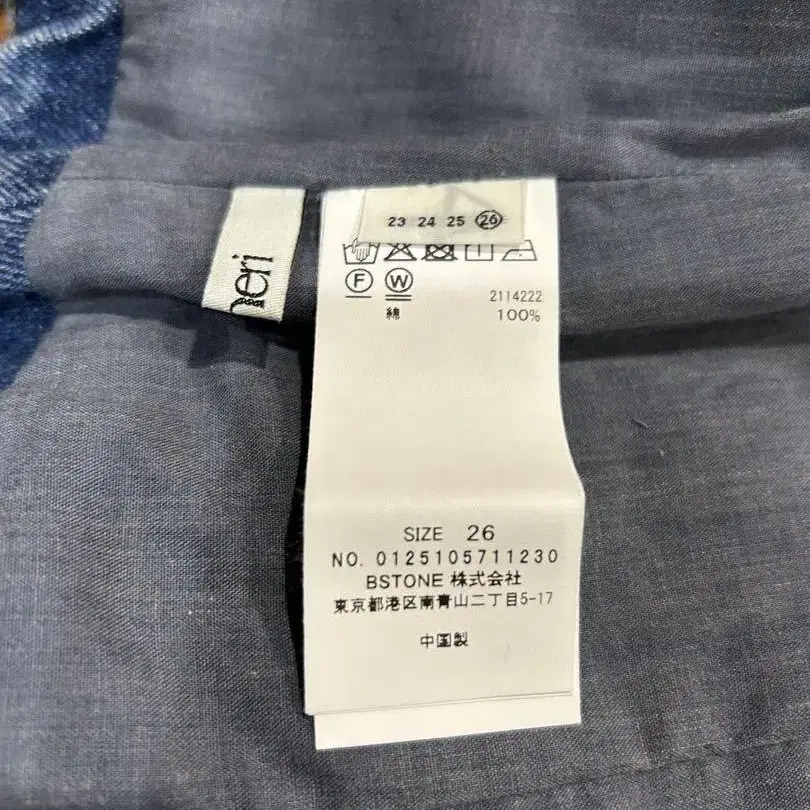 23 24 25 26
neri
F W
2114222
綿 100%
SIZE 26
NO. 0125105711230
BSTONE 株式会社
東京都港区南青山二丁目5-17
中国製